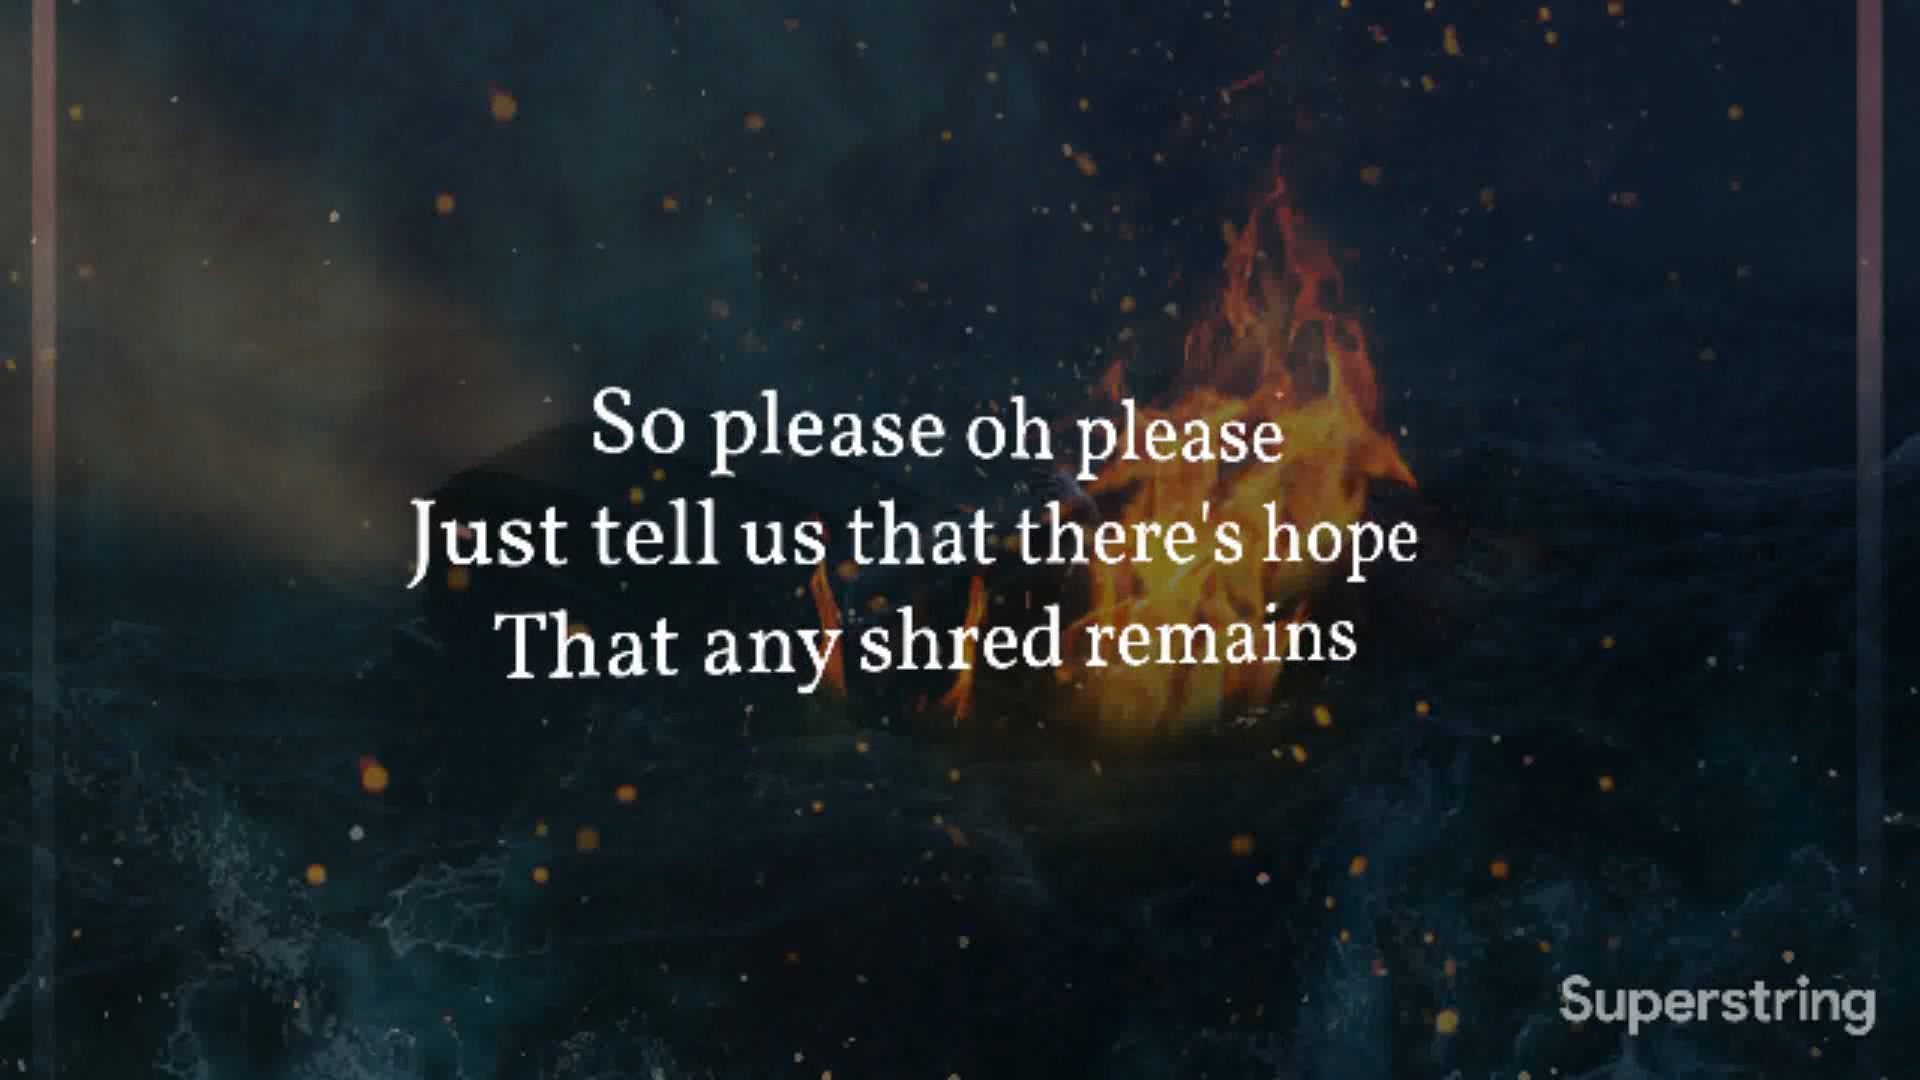 So please oh please
Just tell us that there's hope
That any shred remains
Superstring